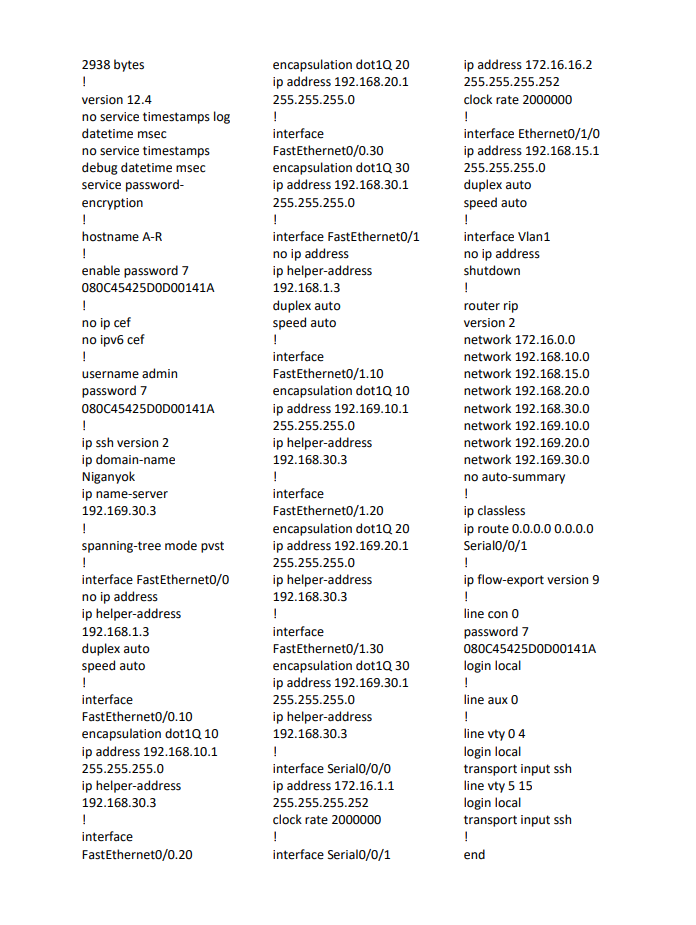 2938 bytes
!
version 12.4
no service timestamps log
datetime msec
no service timestamps
debug datetime msec
service password-
encryption
!
hostname A-R
!
enable password 7
080C45425D0D00141A
!
no ip cef
no ipv6 cef
!
username admin
password 7
080C45425D0D00141A
!
ip ssh version 2
ip domain-name
Niganyok
ip name-server
192.169.30.3
!
spanning-tree mode pvst
!
interface FastEthernet0/0
no ip address
ip helper-address
192.168.1.3
duplex auto
speed auto
!
interface
FastEthernet0/0.10
encapsulation dot1Q 10
ip address 192.168.10.1
255.255.255.0
ip helper-address
192.168.30.3
!
interface
FastEthernet0/0.20
encapsulation dot1Q 20
ip address 192.168.20.1
255.255.255.0
!
interface
FastEthernet0/0.30
encapsulation dot1Q 30
ip address 192.168.30.1
255.255.255.0
!
interface FastEthernet0/1
no ip address
ip helper-address
192.168.1.3
duplex auto
speed auto
!
interface
FastEthernet0/1.10
encapsulation dot1Q 10
ip address 192.169.10.1
255.255.255.0
ip helper-address
192.168.30.3
!
interface
FastEthernet0/1.20
encapsulation dot1Q 20
ip address 192.169.20.1
255.255.255.0
ip helper-address
192.168.30.3
!
interface
FastEthernet0/1.30
encapsulation dot1Q 30
ip address 192.169.30.1
255.255.255.0
ip helper-address
192.168.30.3
!
interface Serial0/0/0
ip address 172.16.1.1
255.255.255.252
clock rate 2000000
!
interface Serial0/0/1
ip address 172.16.16.2
255.255.255.252
clock rate 2000000
!
interface Ethernet0/1/0
ip address 192.168.15.1
255.255.255.0
duplex auto
speed auto
!
interface Vlan1
no ip address
shutdown
!
router rip
version 2
network 172.16.0.0
network 192.168.10.0
network 192.168.15.0
network 192.168.20.0
network 192.168.30.0
network 192.169.10.0
network 192.169.20.0
network 192.169.30.0
no auto-summary
!
ip classless
ip route 0.0.0.0 0.0.0.0
Serial0/0/1
!
ip flow-export version 9
!
line con 0
password 7
080C45425D0D00141A
login local
!
line aux 0
!
line vty 0 4
login local
transport input ssh
line vty 5 15
login local
transport input ssh
!
end